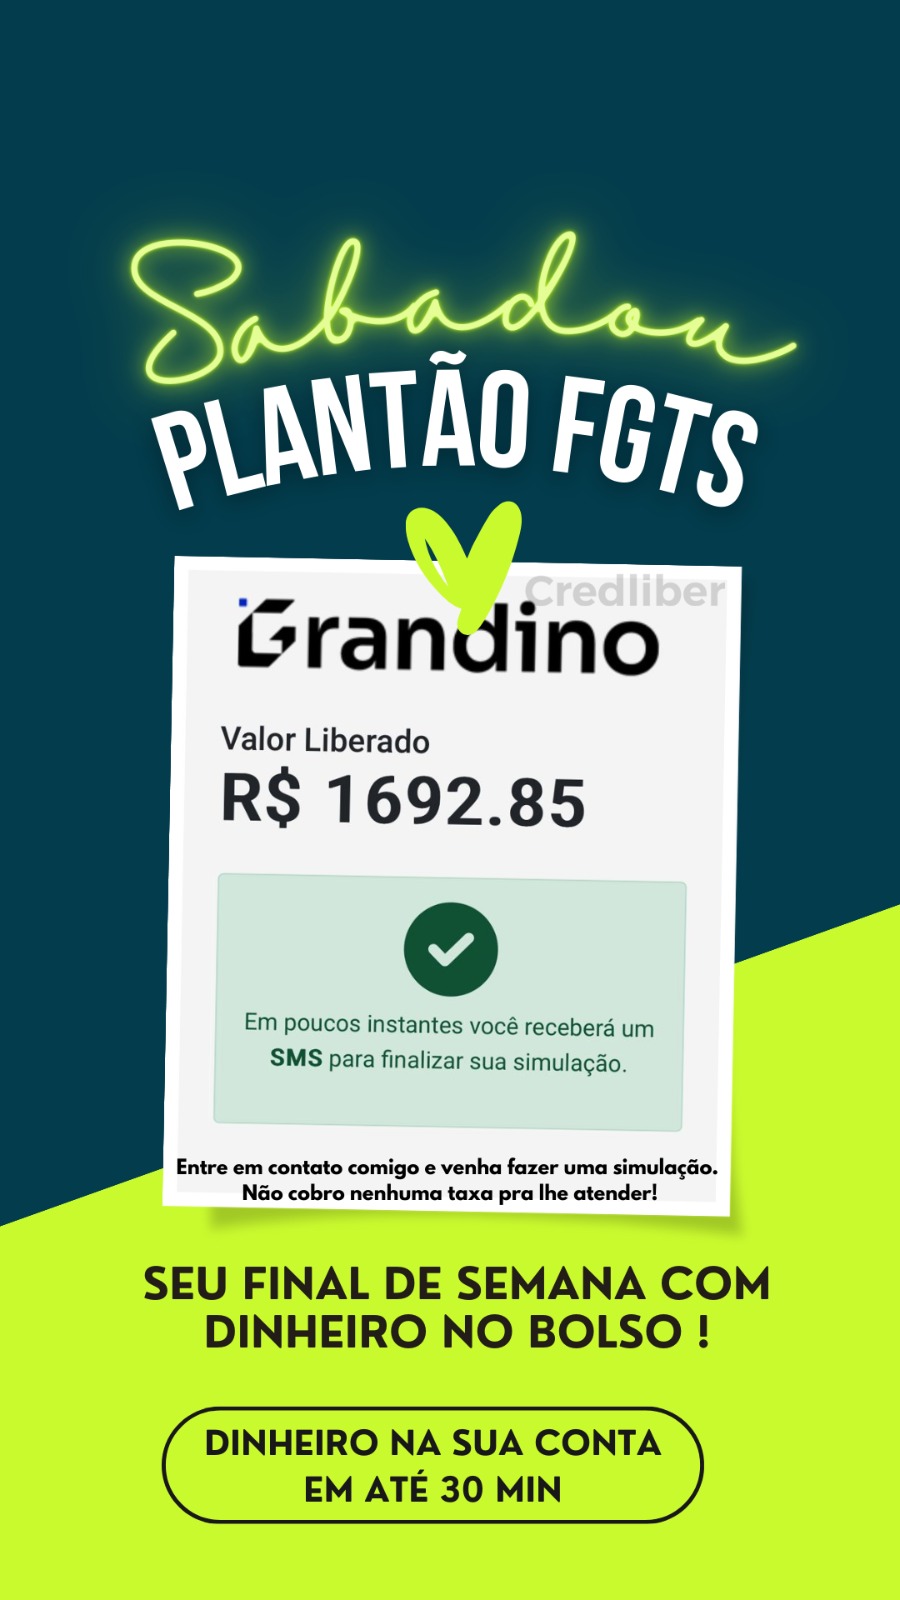 Sabadou
PLANTÃO FGTS
Credliber
Grandino
Valor Liberado
R$ 1692.85
Em poucos instantes você receberá um
SMS para finalizar sua simulação.
Entre em contato comigo e venha fazer uma simulação.
Não cobro nenhuma taxa pra lhe atender!
SEU FINAL DE SEMANA COM
DINHEIRO NO BOLSO !
DINHEIRO NA SUA CONTA
EM ATÉ 30 MIN